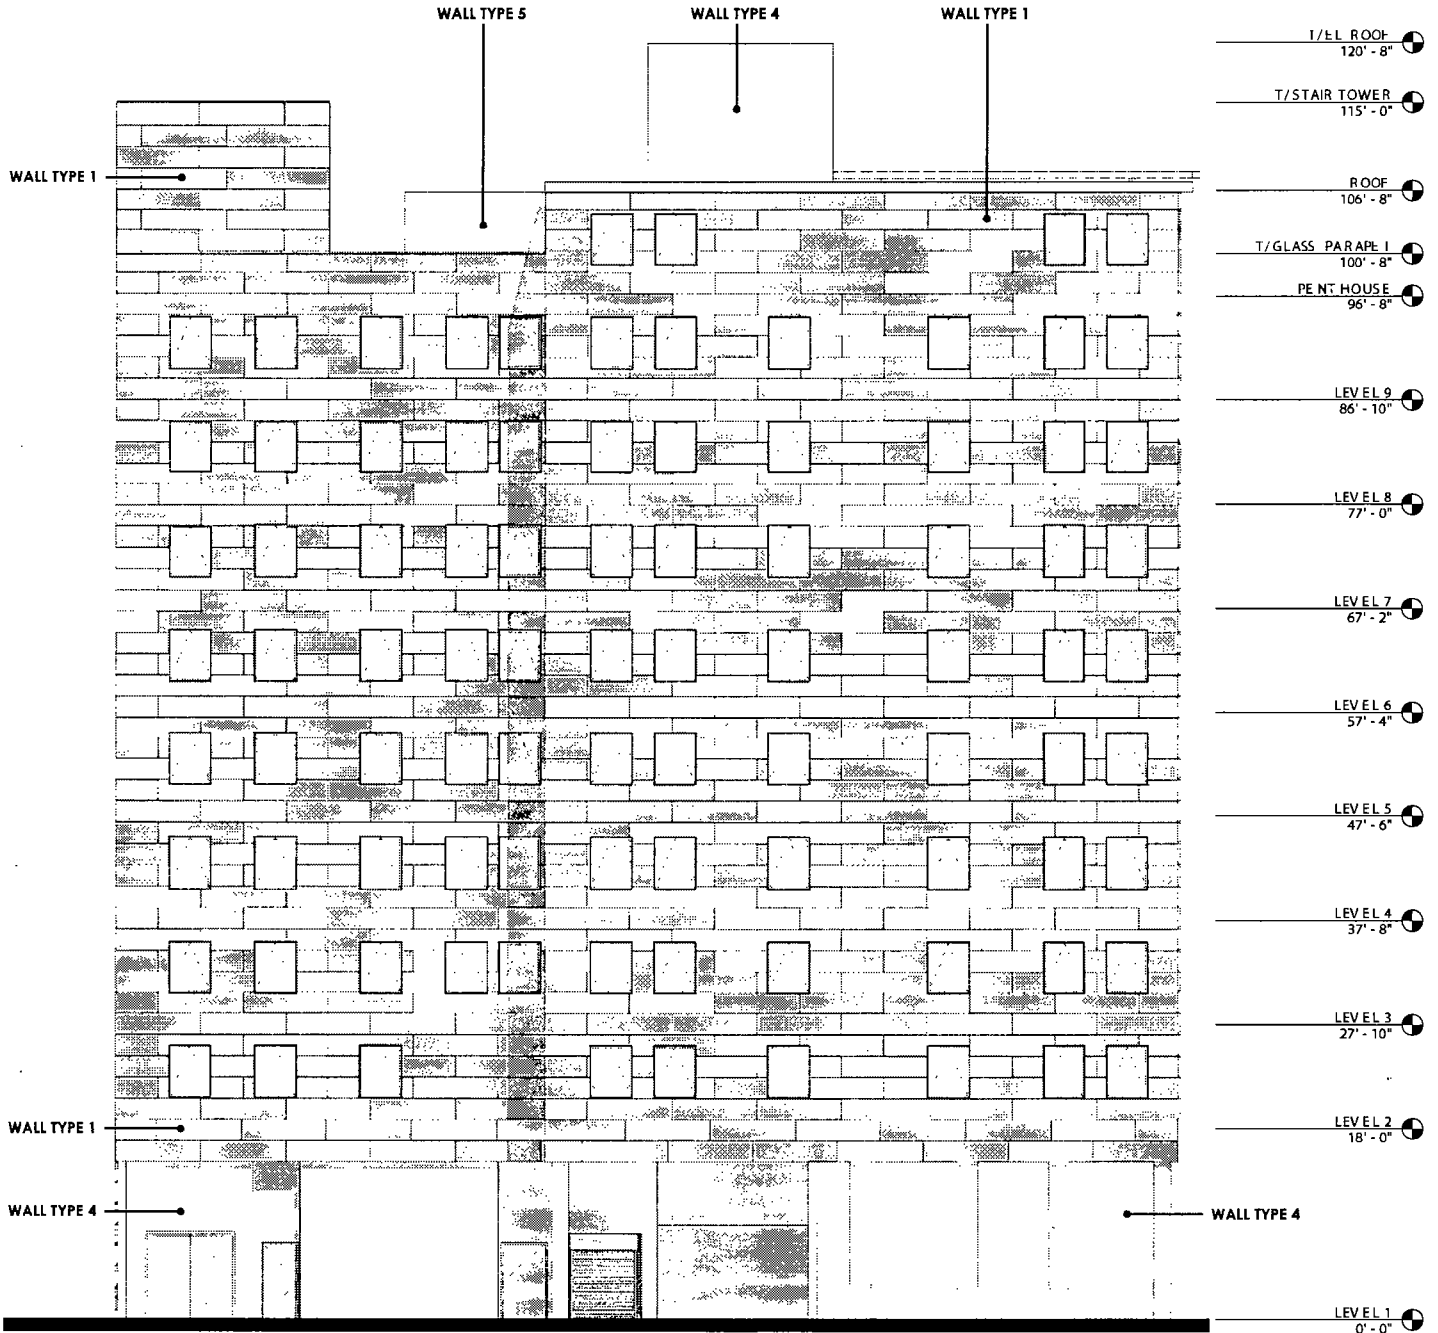 WALL TYPE 5
WALL TYPE 4
WALL TYPE 1
T/EL ROOF
120' - 8"
T/STAIR TOWER
115' - 0"
WALL TYPE 1
ROOF
106' - 8"
T/GLASS PARAPET
100' - 8"
PENTHOUSE
96' - 8"
LEVEL 9
86' - 10"
LEVEL 8
77' - 0"
LEVEL 7
67' - 2"
LEVEL 6
57' - 4"
LEVEL 5
47' - 6"
LEVEL 4
37' - 8"
LEVEL 3
27' - 10"
WALL TYPE 1
LEVEL 2
18' - 0"
WALL TYPE 4
WALL TYPE 4
LEVEL 1
0' - 0"